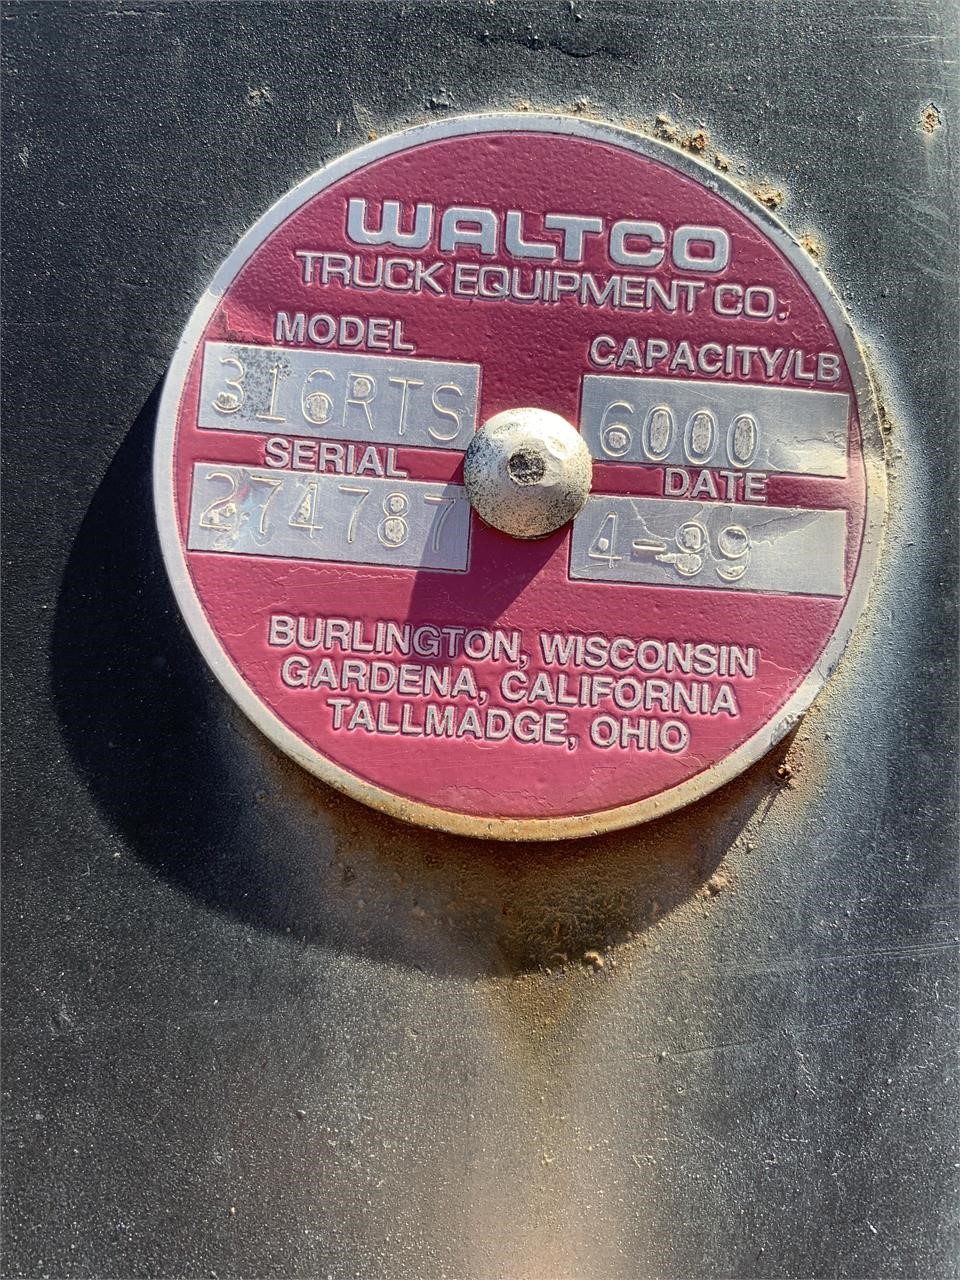 WALTCO
TRUCK EQUIPMENT CO.
MODEL
CAPACITY/LB
316RTS
6000
SERIAL
DATE
274787
4-99
BURLINGTON, WISCONSIN
GARDENA, CALIFORNIA
TALLMADGE, OHIO